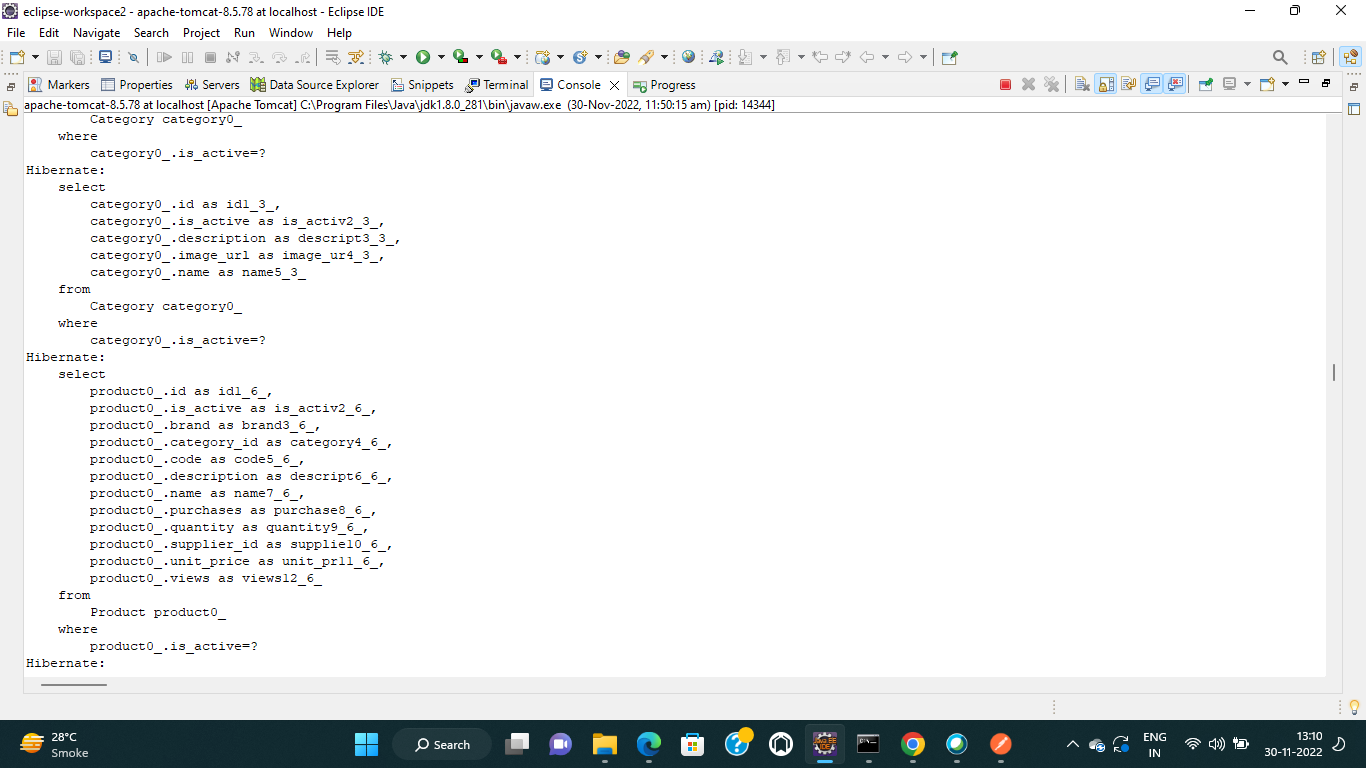 eclipse-workspace2 - apache-tomcat-8.5.78 at localhost - Eclipse IDE
File Edit Navigate Search Project Run Window Help
Markers Properties Servers Data Source Explorer Snippets Terminal Console Progress
apache-tomcat-8.5.78 at localhost [Apache Tomcat] C:\Program Files\Java\jdk1.8.0_281\bin\javaw.exe (30-Nov-2022, 11:50:15 am) [pid: 14344]
Category category0_
where
category0_.is_active=?
Hibernate:
select
category0_.id as id1_3_,
category0_.is_active as is_activ2_3_,
category0_.description as descript3_3_,
category0_.image_url as image_ur4_3_,
category0_.name as name5_3_
from
Category category0_
where
category0_.is_active=?
Hibernate:
select
product0_.id as id1_6_,
product0_.is_active as is_activ2_6_,
product0_.brand as brand3_6_,
product0_.category_id as category4_6_,
product0_.code as code5_6_,
product0_.description as descript6_6_,
product0_.name as name7_6_,
product0_.purchases as purchase8_6_,
product0_.quantity as quantity9_6_,
product0_.supplier_id as supplie10_6_,
product0_.unit_price as unit_pr11_6_,
product0_.views as views12_6_
from
Product product0_
where
product0_.is_active=?
Hibernate:
28°C
Smoke
Search
ENG
IN
13:10
30-11-2022